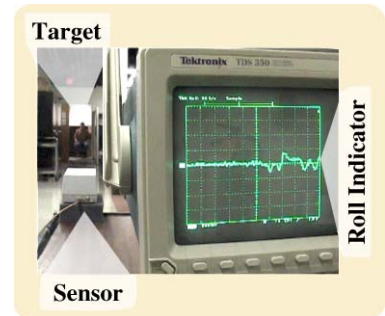 Target
Tektronix TDS 350
Roll Indicator
Sensor